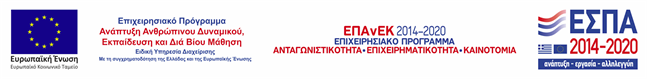 Ευρωπαϊκή Ένωση
Ευρωπαϊκό Κοινωνικό Ταμείο
Επιχειρησιακό Πρόγραμμα
Ανάπτυξη Ανθρώπινου Δυναμικού,
Εκπαίδευση και Διά Βίου Μάθηση
Ειδική Υπηρεσία Διαχείρισης
Με τη συγχρηματοδότηση της Ελλάδας και της Ευρωπαϊκής Ένωσης
ΕΠΑνΕΚ 2014-2020
ΕΠΙΧΕΙΡΗΣΙΑΚΟ ΠΡΟΓΡΑΜΜΑ
ΑΝΤΑΓΩΝΙΣΤΙΚΟΤΗΤΑ•ΕΠΙΧΕΙΡΗΜΑΤΙΚΟΤΗΤΑ•ΚΑΙΝΟΤΟΜΙΑ
ΕΣΠΑ
2014-2020
ανάπτυξη - εργασία - αλληλεγγύη